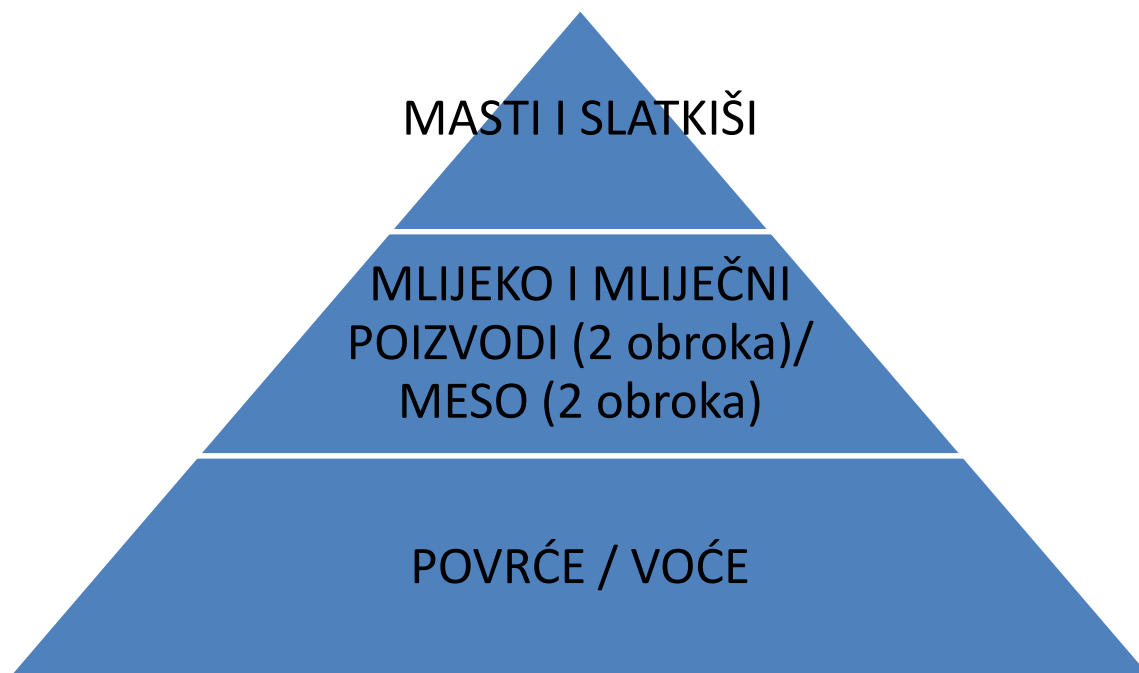 MASTI I SLATKIŠI
MLIJEKO I MLIJEČNI
POIZVODI (2 obroka)/
MESO (2 obroka)
POVRĆE / VOĆE